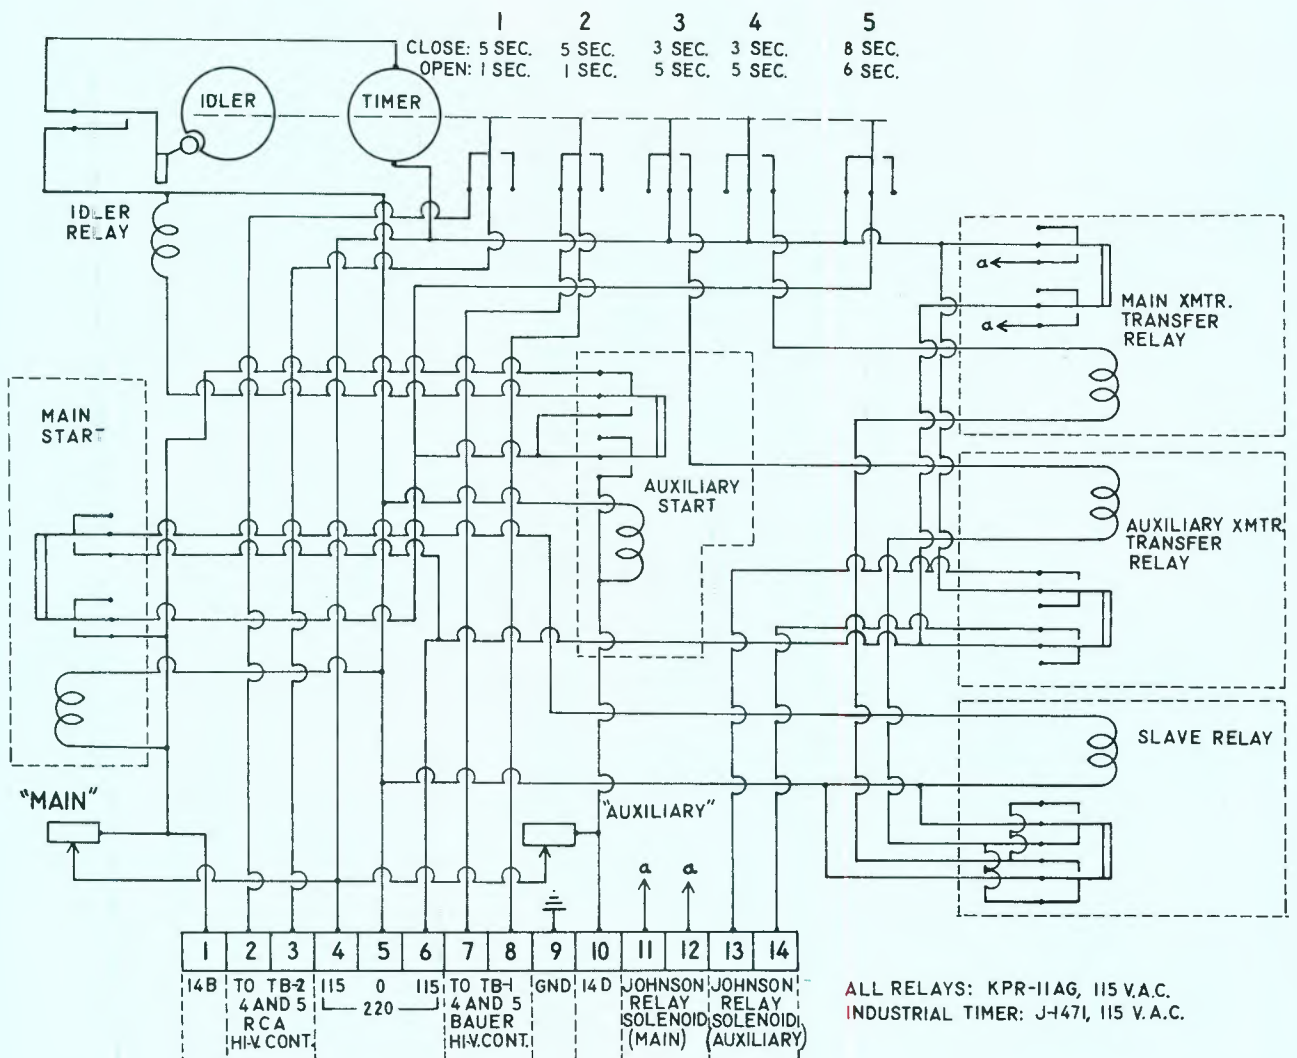 1 2 3 4 5
CLOSE: 5 SEC. 5 SEC. 3 SEC. 3 SEC. 8 SEC.
OPEN: 1 SEC. 1 SEC. 5 SEC. 5 SEC. 6 SEC.
IDLER
TIMER
IDLER
RELAY
a
a
MAIN XMTR.
TRANSFER
RELAY
MAIN
START
AUXILIARY
START
AUXILIARY XMTR.
TRANSFER
RELAY
SLAVE RELAY
"MAIN"
"AUXILIARY"
a a
1 2 3 4 5 6 7 8 9 10 11 12 13 14
14B TO TB-2 115 0 115 TO TB-1 GND 14D JOHNSON JOHNSON
4 AND 5 220 4 AND 5 RELAY RELAY
RCA BAUER SOLENOID SOLENOID
HI-V. CONT. HI-V. CONT. (MAIN) (AUXILIARY)
ALL RELAYS: KPR-11AG, 115 V.A.C.
INDUSTRIAL TIMER: J-1471, 115 V.A.C.